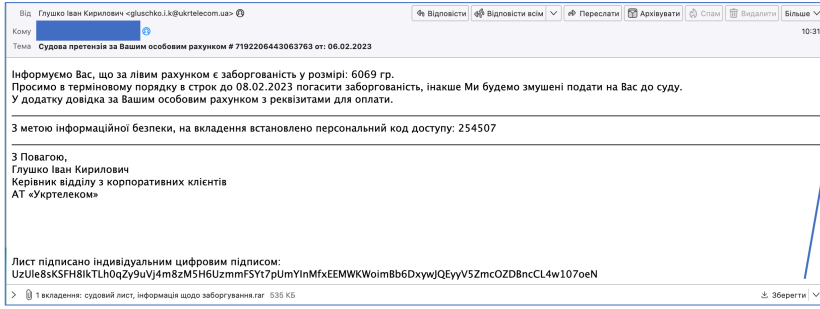 Від Глушко Іван Кирилович <gluschko.i.k@ukrtelecom.ua>
Відповісти Відповісти всім Переслати Архівувати Спам Видалити Більше
Кому
10:31
Тема Судова претензія за Вашим особовим рахунком # 7192206443063763 от: 06.02.2023
Інформуємо Вас, що за лівим рахунком є заборгованість у розмірі: 6069 гр.
Просимо в терміновому порядку в строк до 08.02.2023 погасити заборгованість, інакше Ми будемо змушені подати на Вас до суду.
У додатку довідка за Вашим особовим рахунком з реквізитами для оплати.
З метою інформаційної безпеки, на вкладення встановлено персональний код доступу: 254507
З Повагою,
Глушко Іван Кирилович
Керівник відділу з корпоративних клієнтів
АТ «Укртелеком»
Лист підписано індивідуальним цифровим підписом:
UzUle8sKSFH8lkTLh0qZy9uVj4m8zM5H6UzmmFSYt7pUmYlnMfxEEMWKWoimBb6DxywJQEyyV5ZmcOZDBncCL4w107oeN
1 вкладення: судовий лист, інформація щодо заборгування.rar 535 КБ
Зберегти